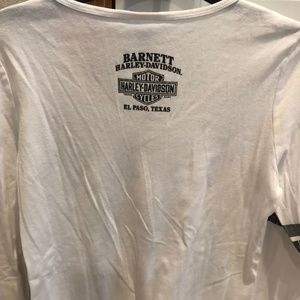 BARNETT
HARLEY-DAVIDSON.
MOTOR
HARLEY-DAVIDSON
CYCLES
EL PASO, TEXAS